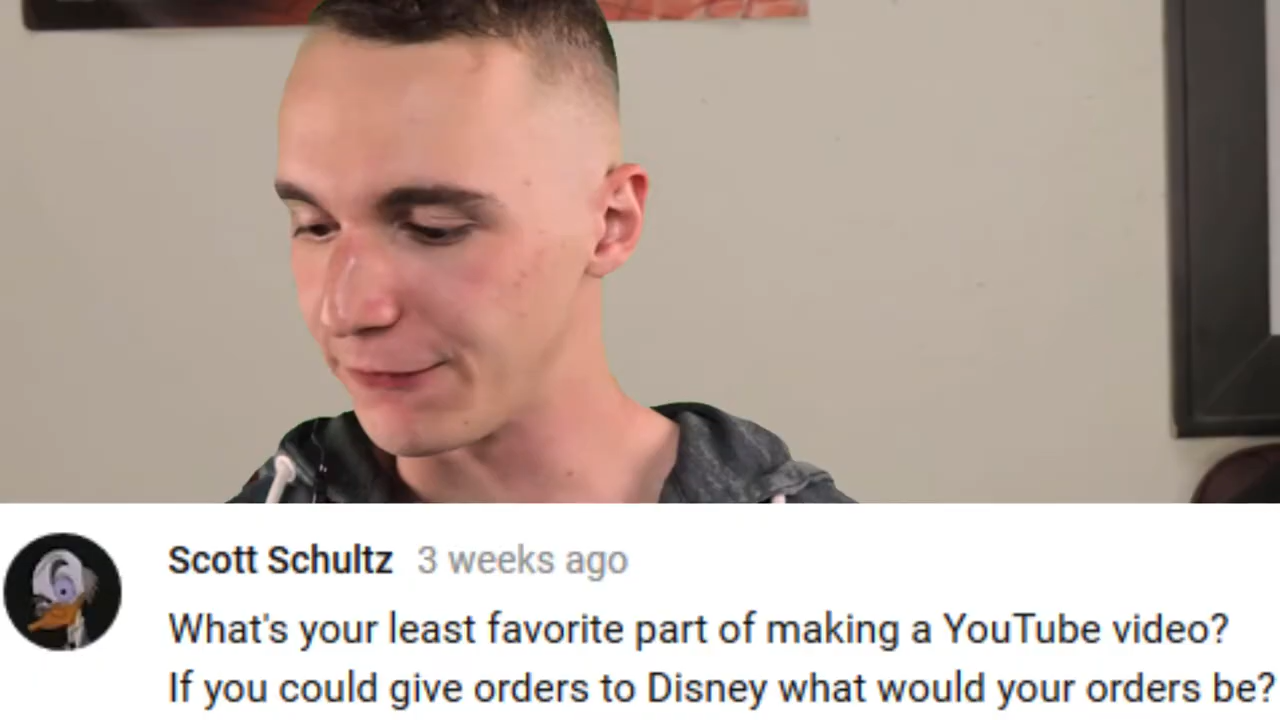 Scott Schultz 3 weeks ago
What's your least favorite part of making a YouTube video?
If you could give orders to Disney what would your orders be?